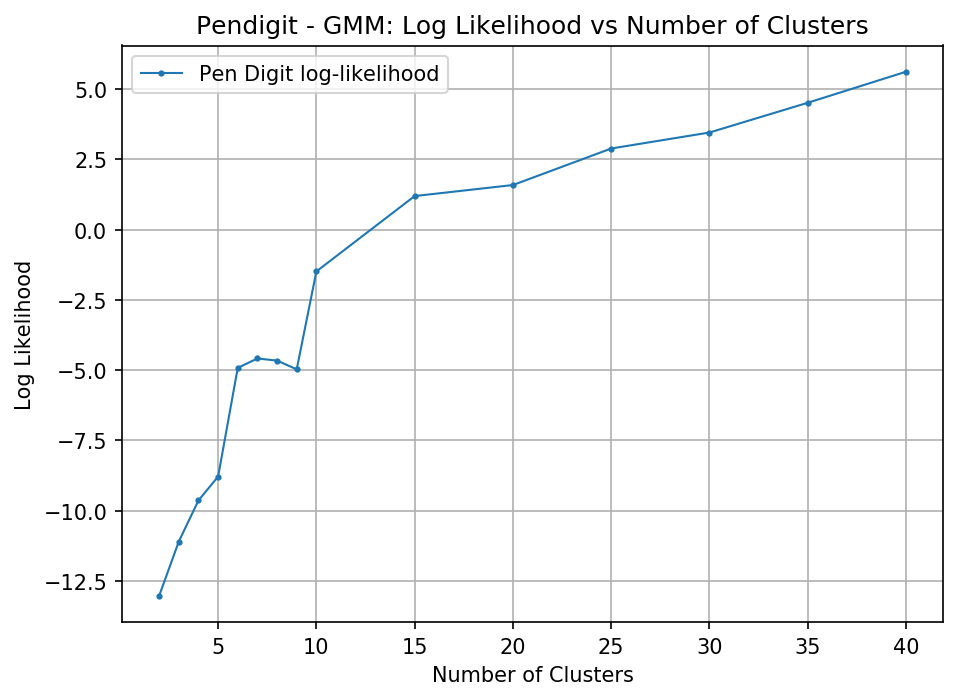 Pendigit - GMM: Log Likelihood vs Number of Clusters
Pen Digit log-likelihood
5.0
2.5
0.0
−2.5
−5.0
−7.5
−10.0
−12.5
Log Likelihood
5 10 15 20 25 30 35 40
Number of Clusters